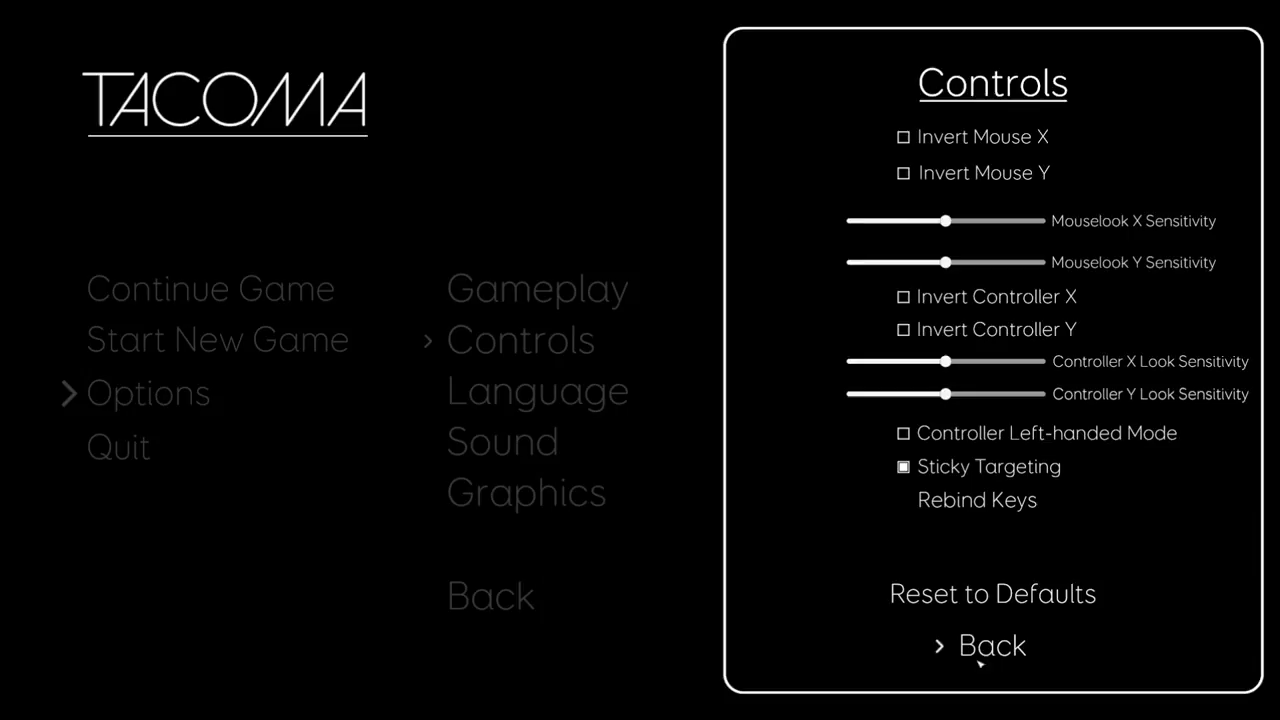 TACOMA
Continue Game
Start New Game
Options
Quit
Gameplay
Controls
Language
Sound
Graphics
Back
Controls
Invert Mouse X
Invert Mouse Y
Mouselook X Sensitivity
Mouselook Y Sensitivity
Invert Controller X
Invert Controller Y
Controller X Look Sensitivity
Controller Y Look Sensitivity
Controller Left-handed Mode
Sticky Targeting
Rebind Keys
Reset to Defaults
Back